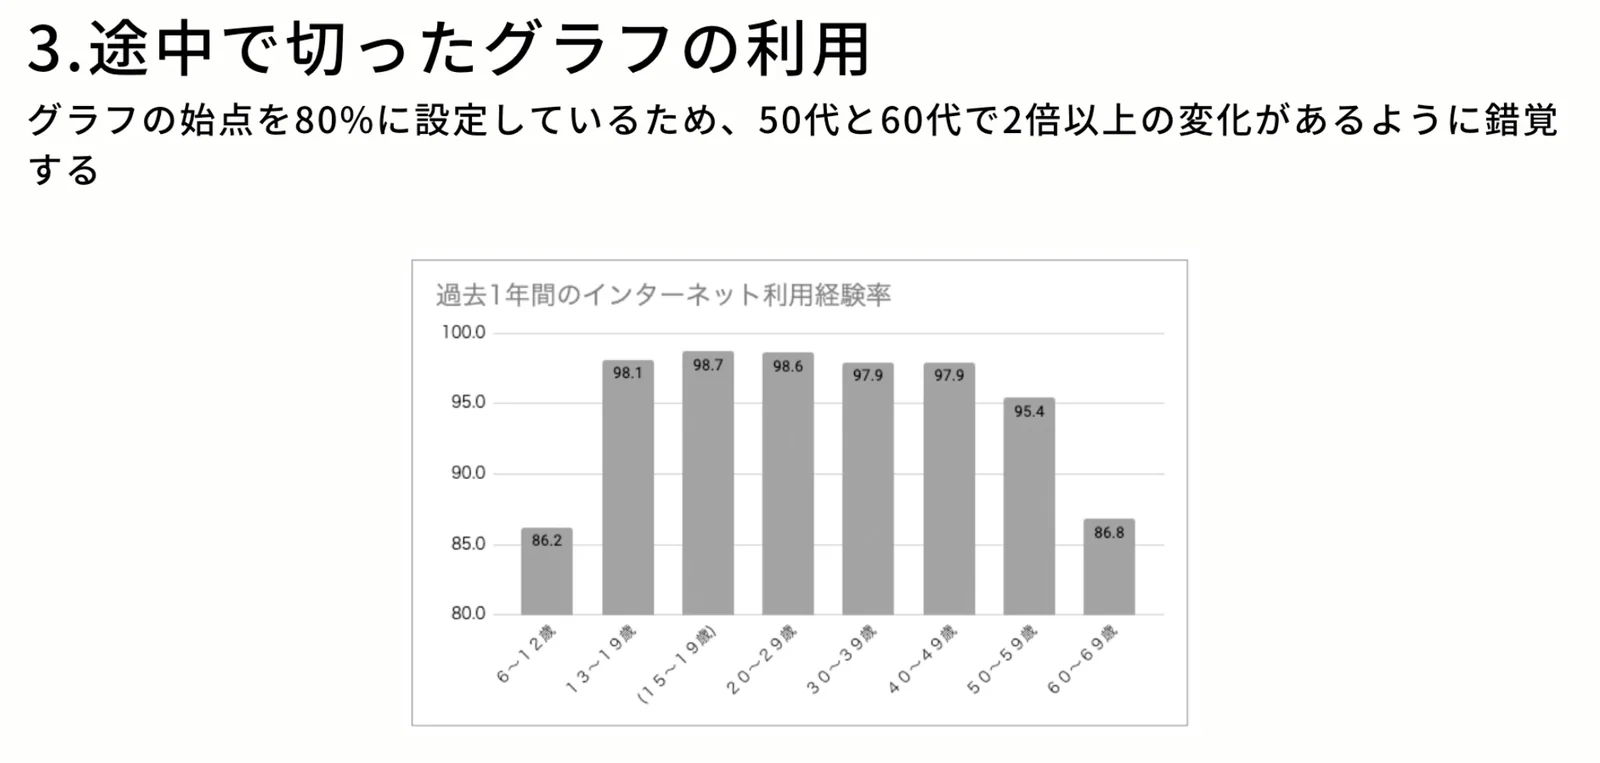 3.途中で切ったグラフの利用
グラフの始点を80%に設定しているため、50代と60代で2倍以上の変化があるように錯覚
する
過去1年間のインターネット利用経験率
100.0
95.0
90.0
85.0
80.0
86.2
98.1
98.7
98.6
97.9
97.9
95.4
86.8
6～12歳
13～19歳
(15～19歳)
20～29歳
30～39歳
40～49歳
50～59歳
60～69歳